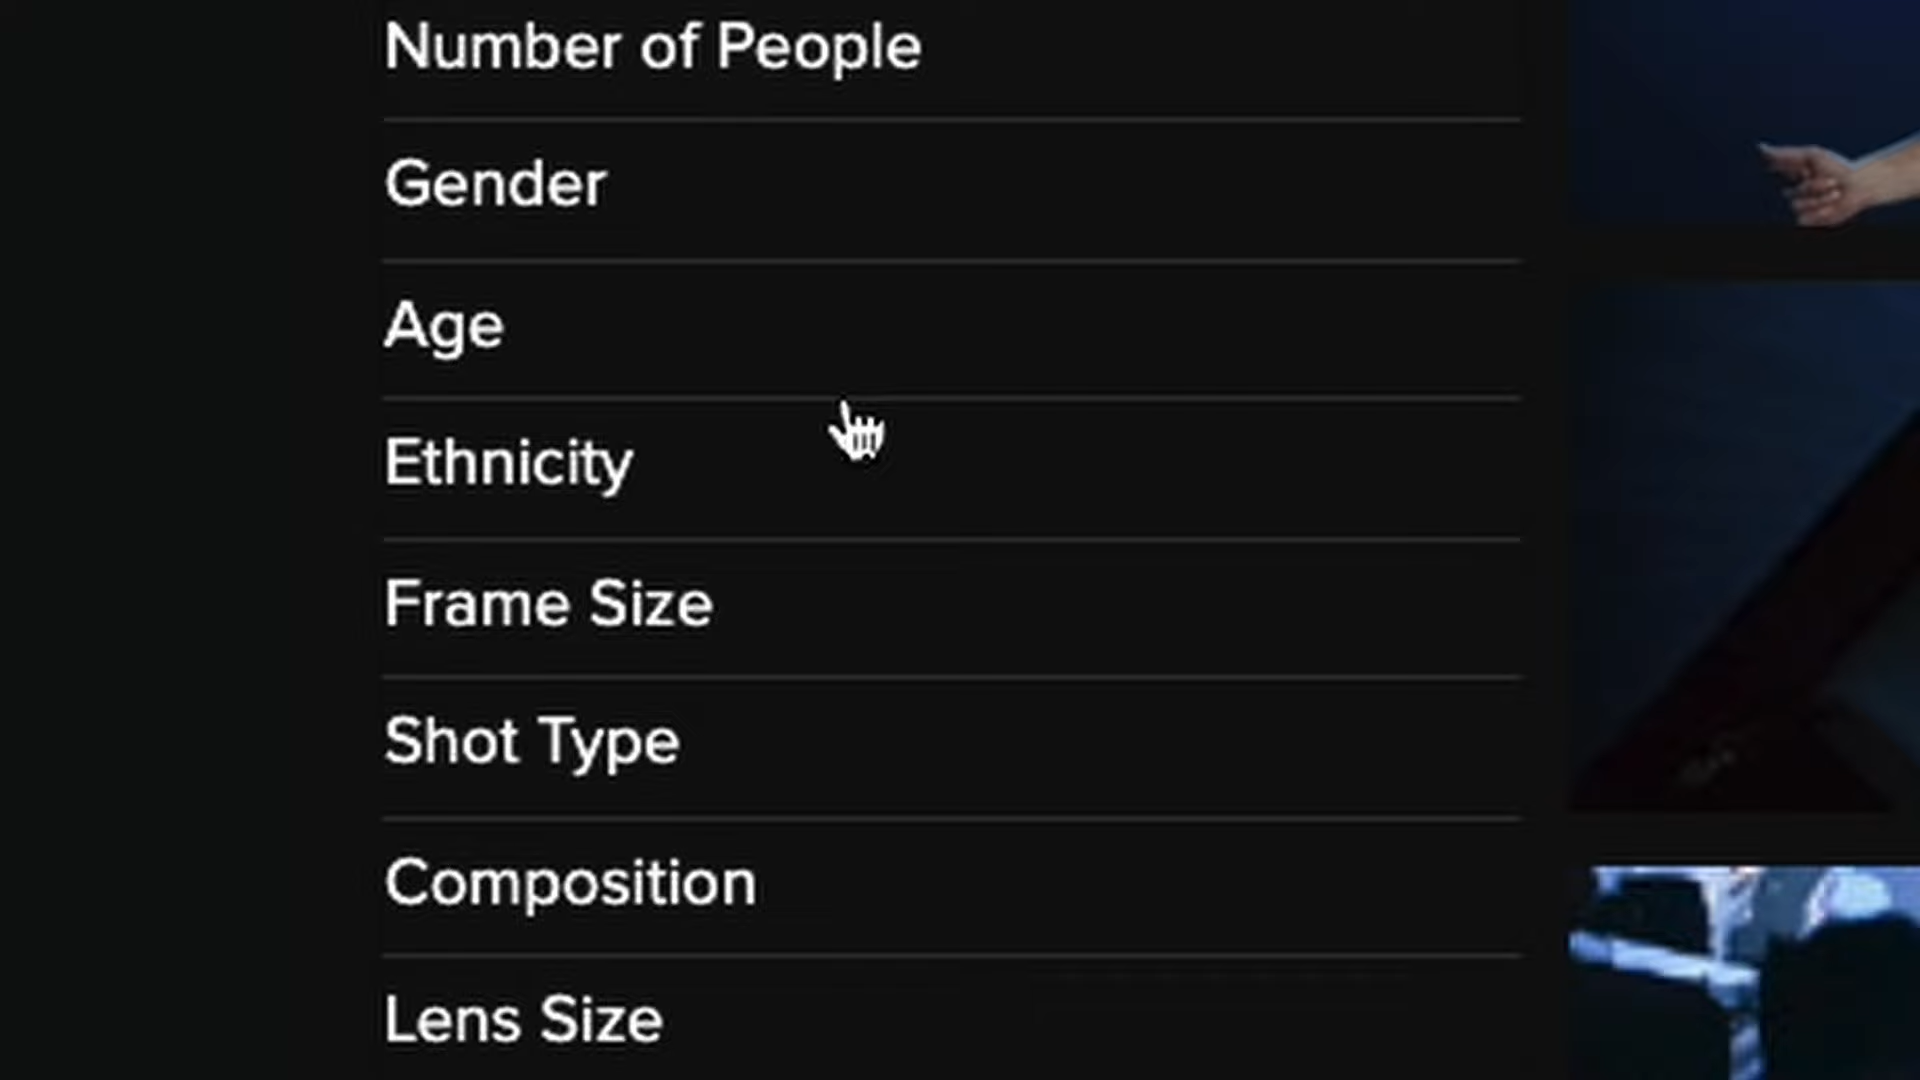 Number of People
Gender
Age
Ethnicity
Frame Size
Shot Type
Composition
Lens Size